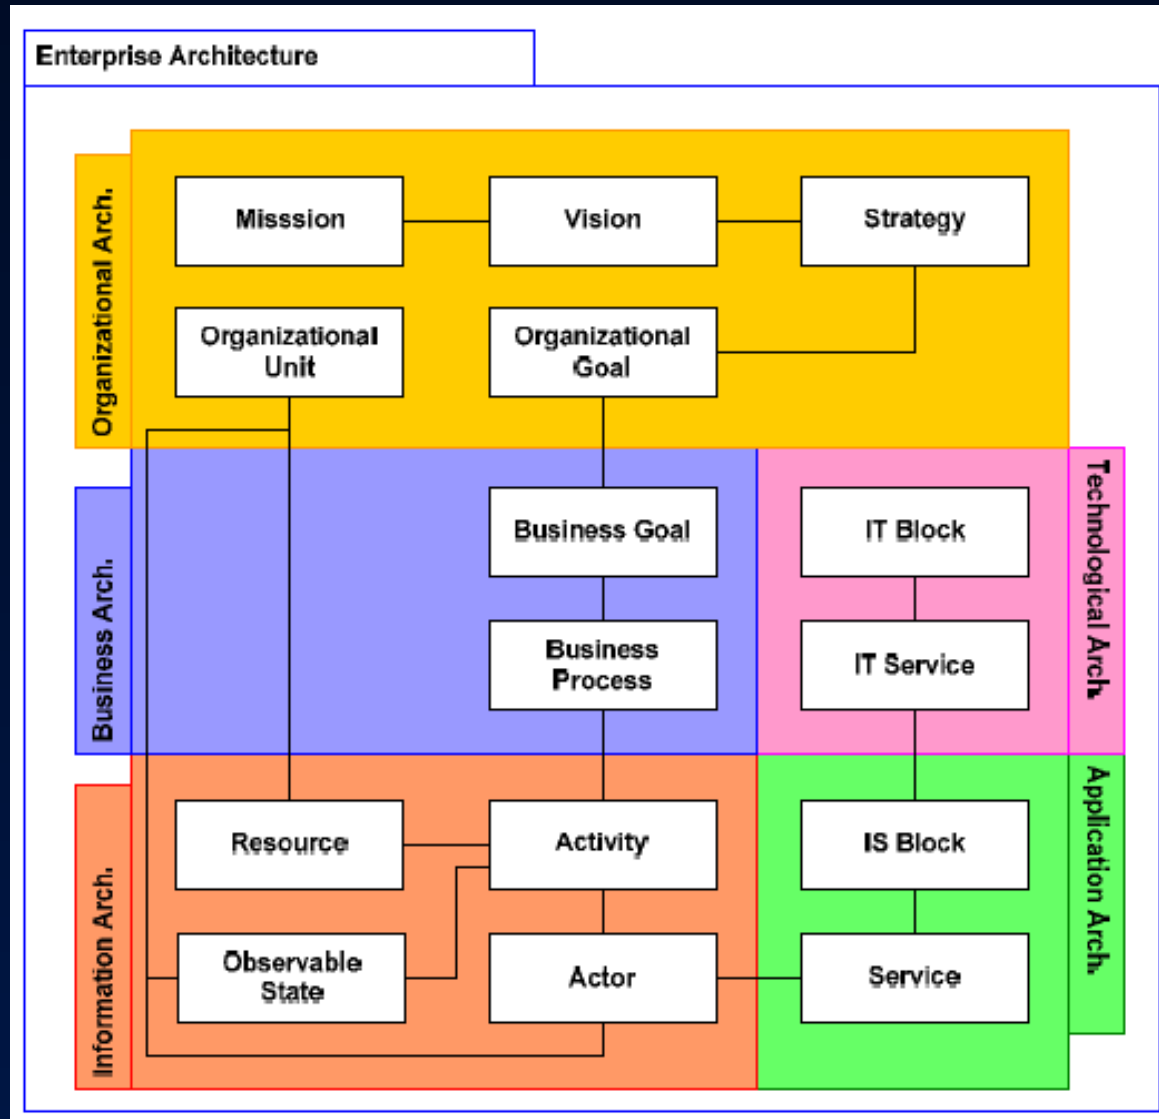 Enterprise Architecture
Organizational Arch.
Misssion
Vision
Strategy
Organizational
Unit
Organizational
Goal
Business Arch.
Business Goal
Business
Process
Technological Arch.
IT Block
IT Service
Information Arch.
Resource
Activity
Observable
State
Actor
Application Arch.
IS Block
Service